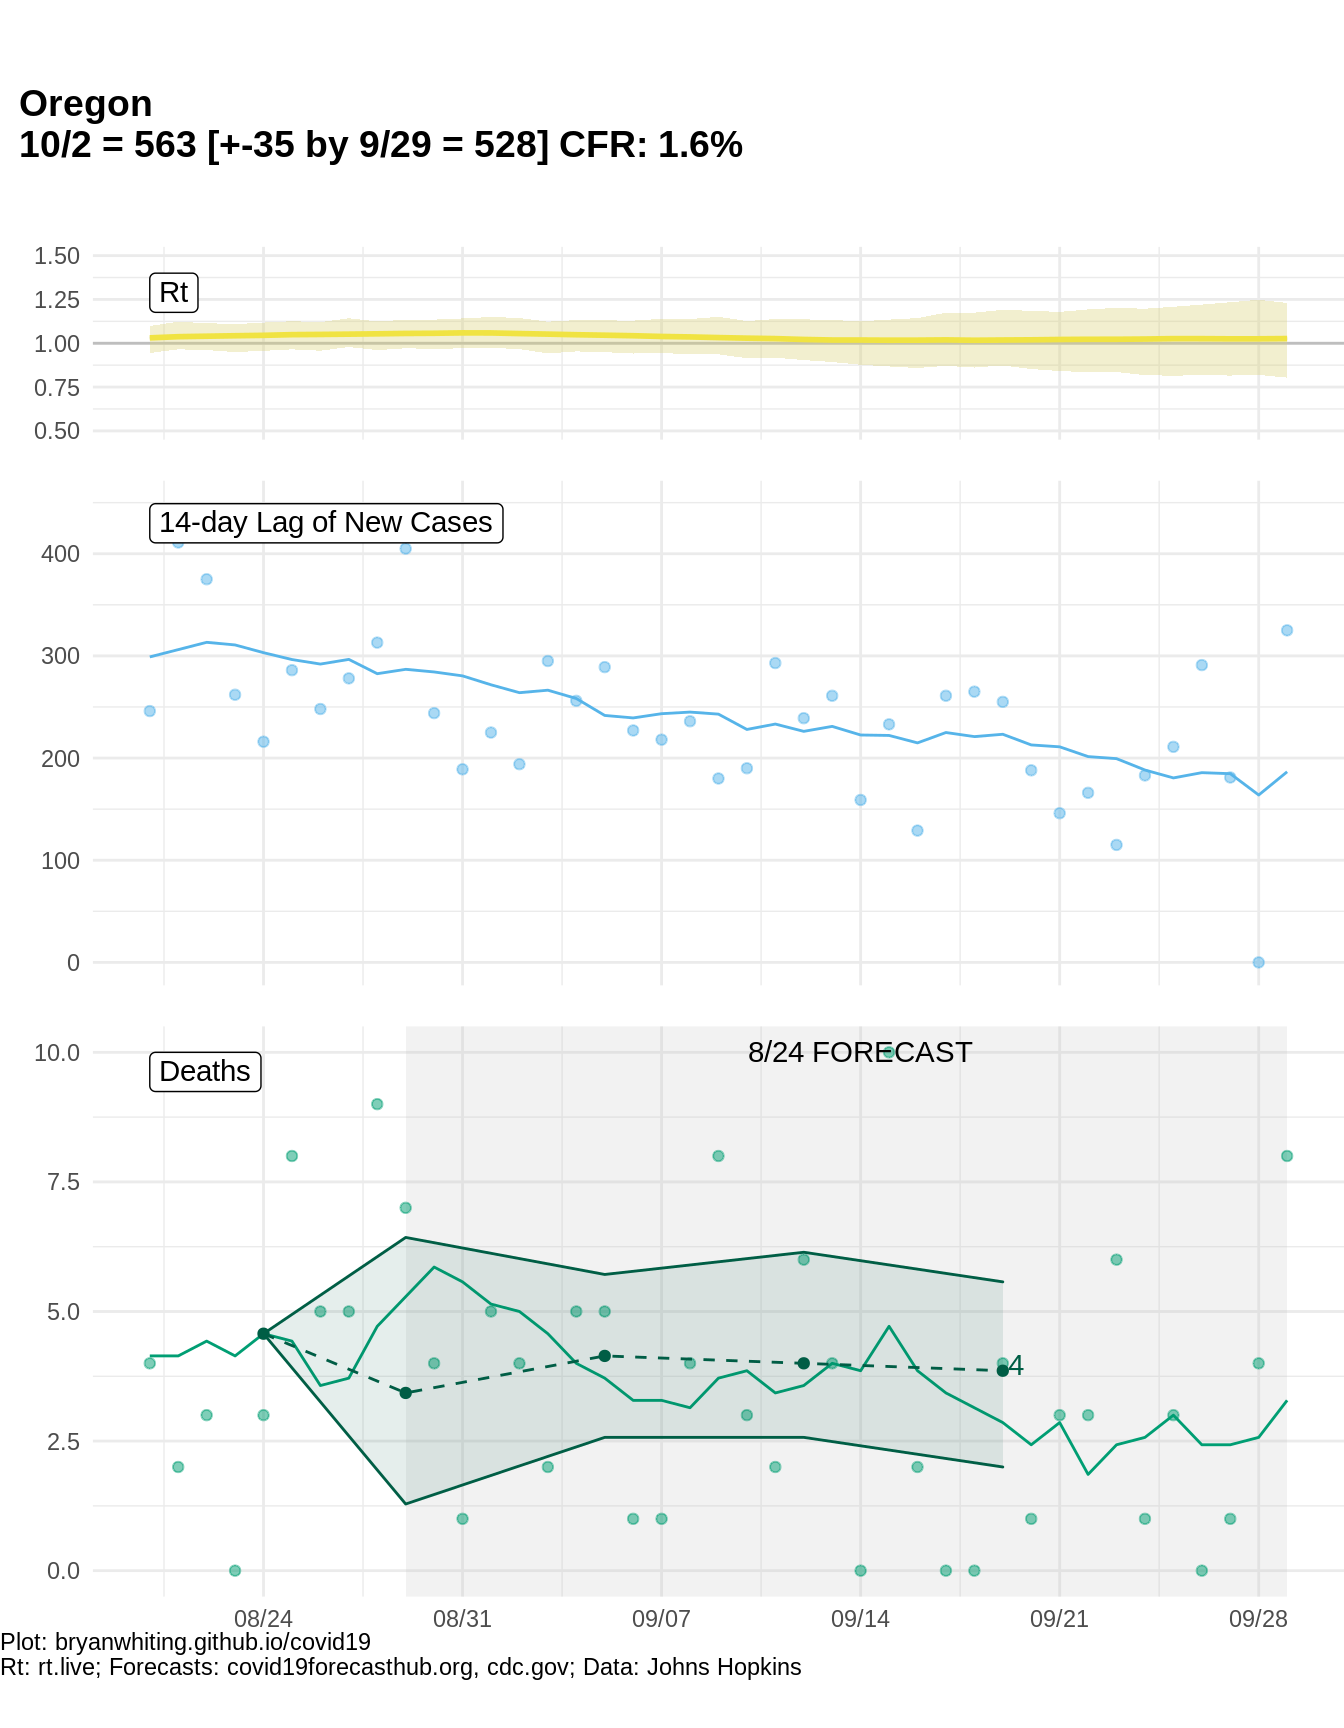 Oregon
10/2 = 563 [+-35 by 9/29 = 528] CFR: 1.6%
1.50
Rt
1.25
1.00
0.75
0.50
14-day Lag of New Cases
400
300
200
100
0
8/24 FORECAST
10.0
Deaths
7.5
5.0
4
2.5
0.0
08/24 08/31 09/07 09/14 09/21 09/28
Plot: bryanwhiting.github.io/covid19
Rt: rt.live; Forecasts: covid19forecasthub.org, cdc.gov; Data: Johns Hopkins